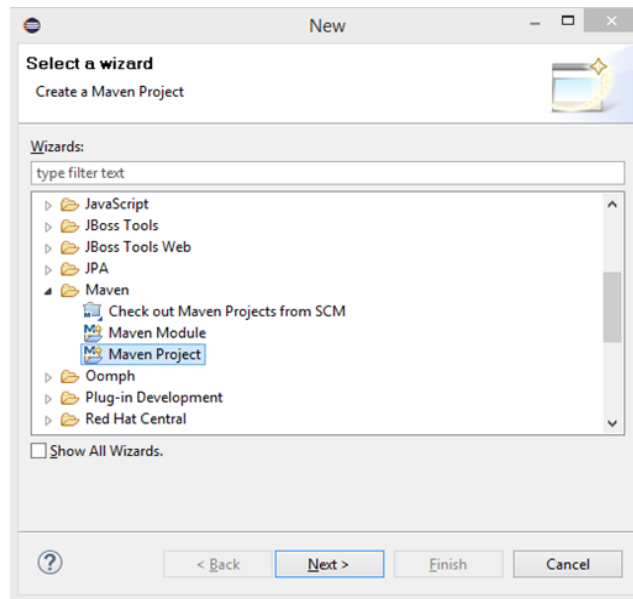 New
Select a wizard
Create a Maven Project
Wizards:
type filter text
JavaScript
JBoss Tools
JBoss Tools Web
JPA
Maven
Check out Maven Projects from SCM
Maven Module
Maven Project
Oomph
Plug-in Development
Red Hat Central
Show All Wizards.
? < Back Next > Finish Cancel